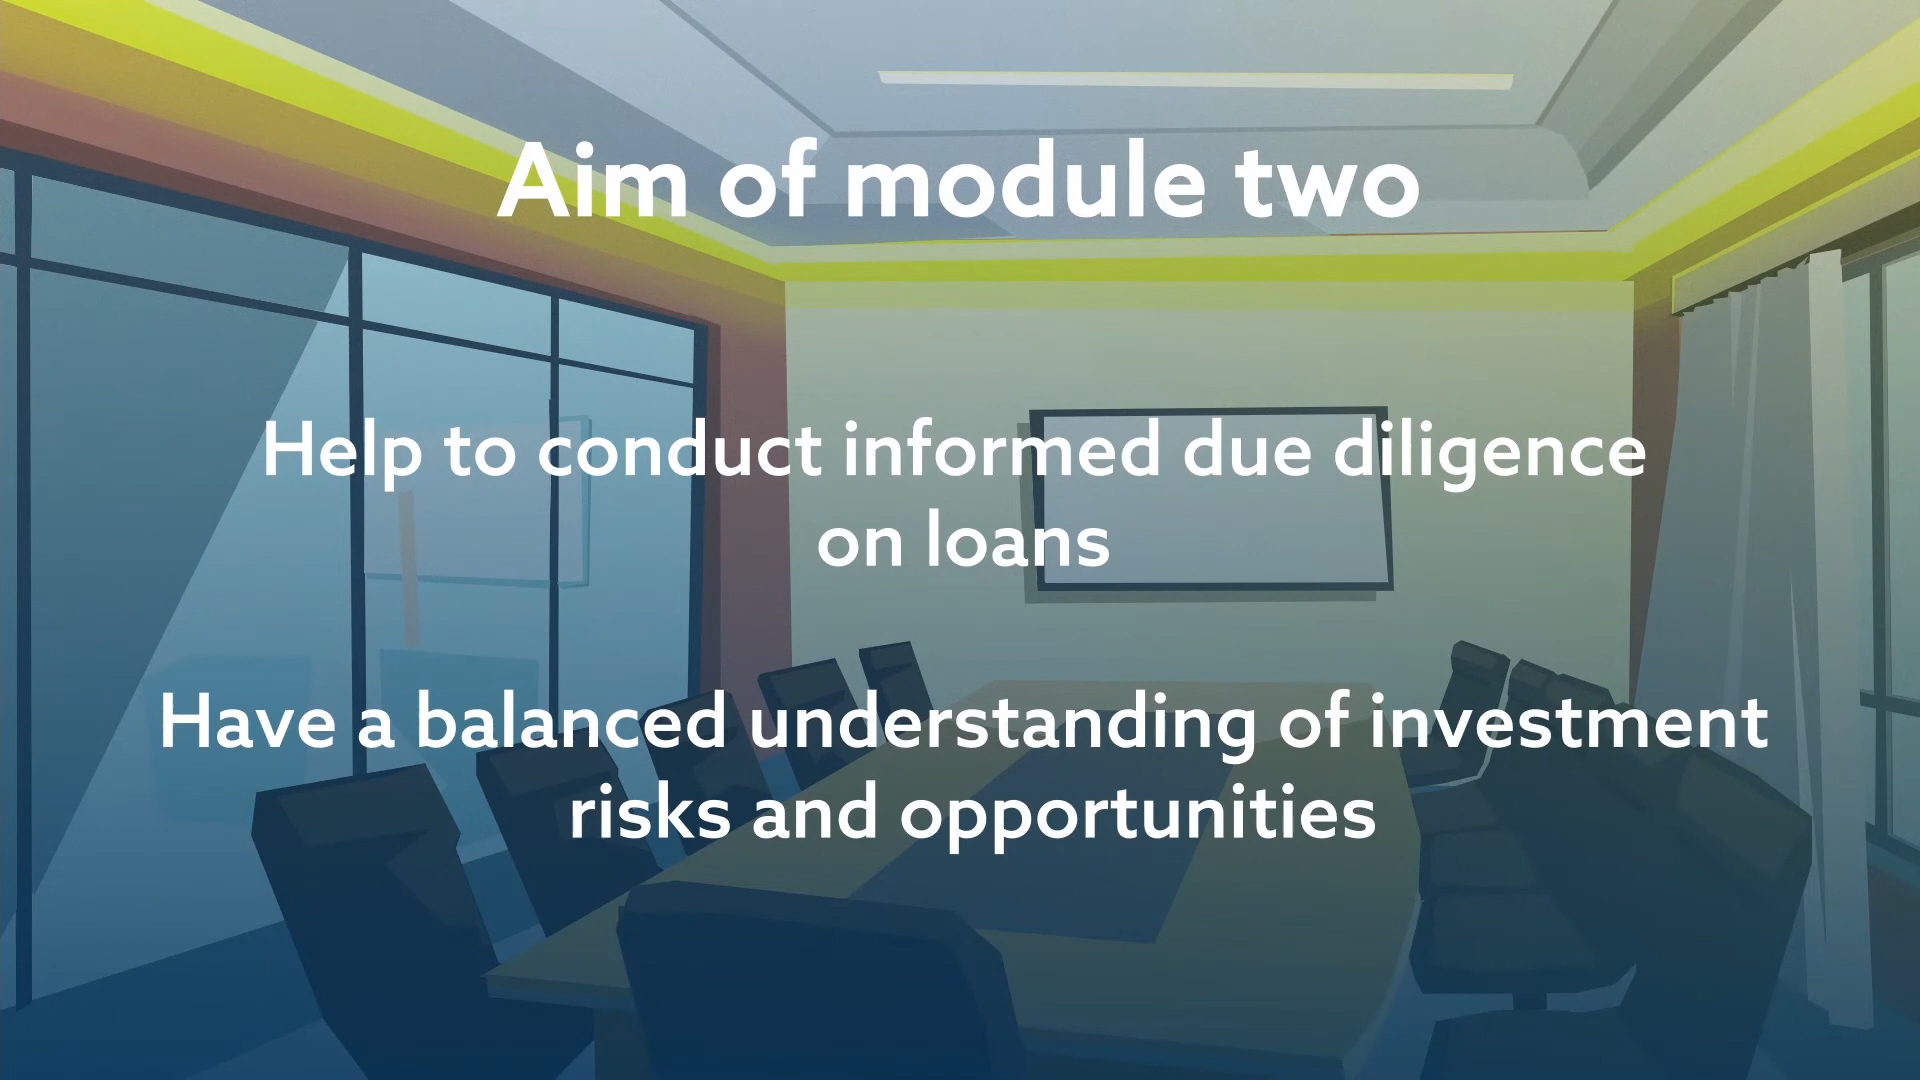 Aim of module two
Help to conduct informed due diligence
on loans
Have a balanced understanding of investment
risks and opportunities